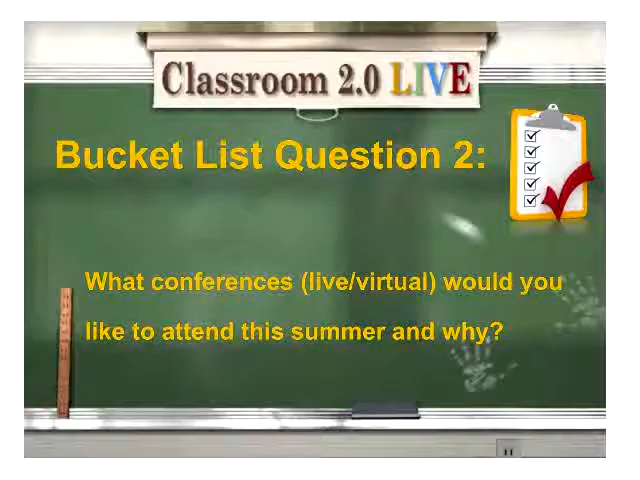 Classroom 2.0 LIVE
Bucket List Question 2:
What conferences (live/virtual) would you
like to attend this summer and why?